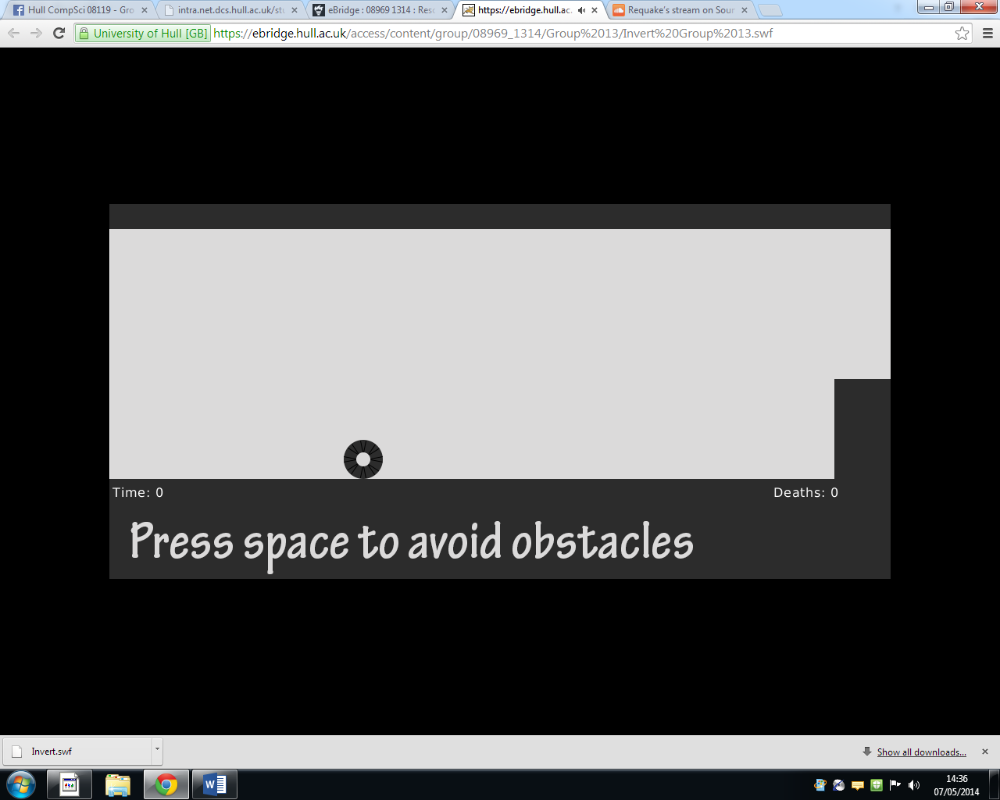 Hull CompSci 08119 - Gro
intra.net.dcs.hull.ac.uk/stu
eBridge : 08969 1314 : Reso
https://ebridge.hull.ac.
Requake's stream on Soun
University of Hull [GB]
https://ebridge.hull.ac.uk/access/content/group/08969_1314/Group%2013/Invert%20Group%2013.swf
Time: 0
Deaths: 0
Press space to avoid obstacles
Invert.swf
Show all downloads...
14:36
07/05/2014